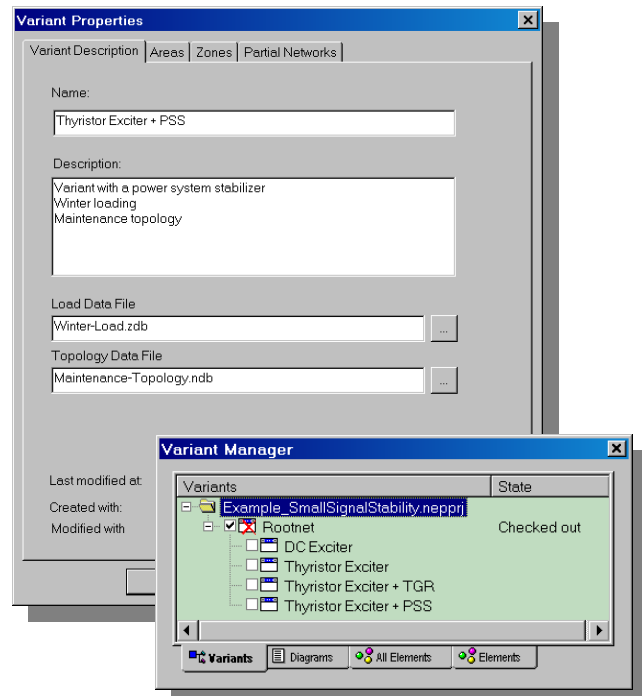 Variant Properties
Variant Description
Areas
Zones
Partial Networks
Name:
Thyristor Exciter + PSS
Description:
Variant with a power system stabilizer
Winter loading
Maintenance topology
Load Data File
Winter-Load.zdb
...
Topology Data File
Maintenance-Topology.ndb
...
Last modified at:
Created with:
Modified with
Variant Manager
Variants State
Example_SmallSignalStability.nepprj
Rootnet Checked out
DC Exciter
Thyristor Exciter
Thyristor Exciter + TGR
Thyristor Exciter + PSS
Variants
Diagrams
All Elements
Elements